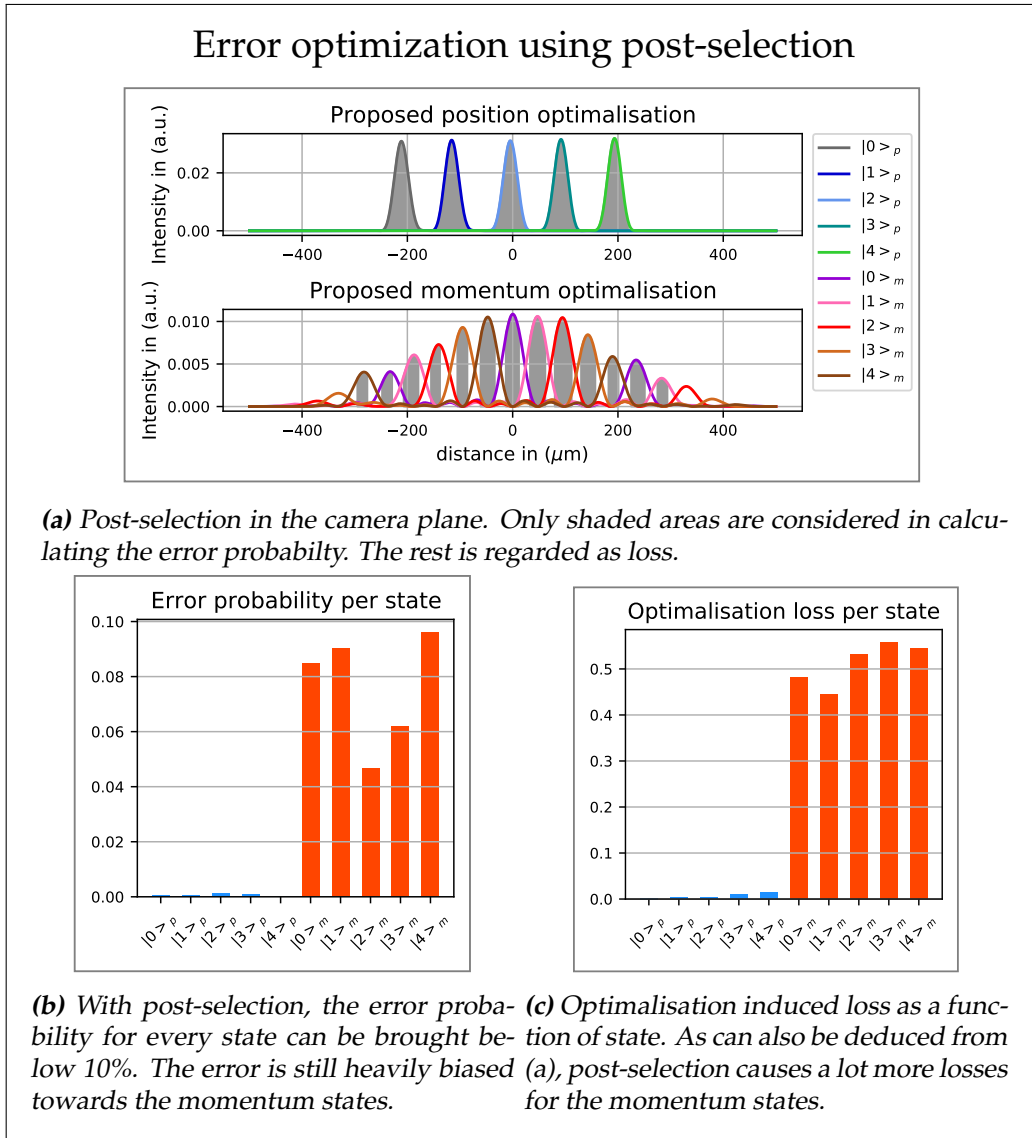 Error optimization using post-selection
Proposed position optimalisation
Intensity in (a.u.)
0.02
0.00
−400
−200
0
200
400
Proposed momentum optimalisation
Intensity in (a.u.)
0.010
0.005
0.000
−400
−200
0
200
400
distance in (μm)
|0>p
|1>p
|2>p
|3>p
|4>p
|0>m
|1>m
|2>m
|3>m
|4>m
(a) Post-selection in the camera plane. Only shaded areas are considered in calcu-
lating the error probabilty. The rest is regarded as loss.
Error probability per state
0.10
0.08
0.06
0.04
0.02
0.00
|0>p
|1>p
|2>p
|3>p
|4>p
|0>m
|1>m
|2>m
|3>m
|4>m
Optimalisation loss per state
0.5
0.4
0.3
0.2
0.1
0.0
|0>p
|1>p
|2>p
|3>p
|4>p
|0>m
|1>m
|2>m
|3>m
|4>m
(b) With post-selection, the error proba-
bility for every state can be brought be-
low 10%. The error is still heavily biased
towards the momentum states.
(c) Optimalisation induced loss as a func-
tion of state. As can also be deduced from
(a), post-selection causes a lot more losses
for the momentum states.